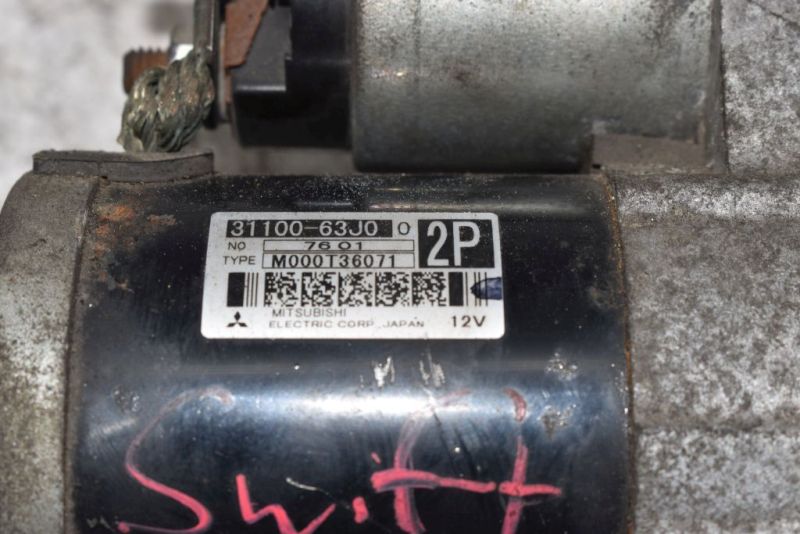 31100-63J0 0 2P
NO 7601
TYPE M000T36071
MITSUBISHI
ELECTRIC CORP. JAPAN 12V
Swift